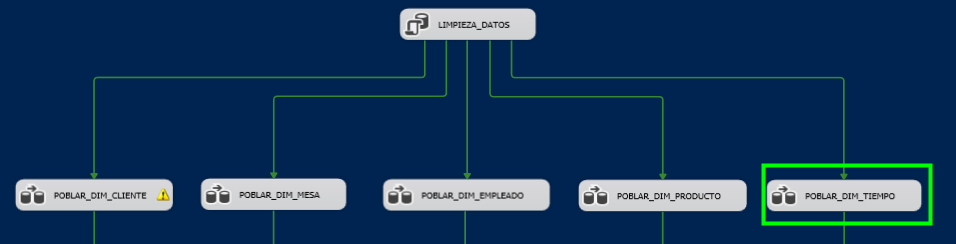 LIMPIEZA_DATOS
POBLAR_DIM_CLIENTE
POBLAR_DIM_MESA
POBLAR_DIM_EMPLEADO
POBLAR_DIM_PRODUCTO
POBLAR_DIM_TIEMPO